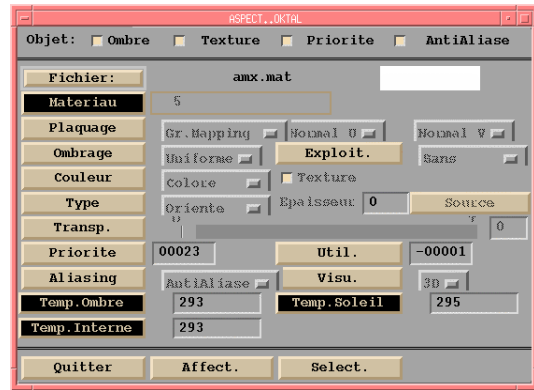 ASPECT..OKTAL
Objet: Ombre Texture Priorite AntiAliase
Fichier: amx.mat
Materiau 5
Plaquage Gr.Mapping Normal U Normal V
Ombrage Uniforme Exploit. Sans
Couleur Colore Texture
Type Oriente Epaisseur 0 Source
Transp. 0
Priorite 00023 Util. -00001
Aliasing AntiAliase Visu. 3D
Temp.Ombre 293 Temp.Soleil 295
Temp.Interne 293
Quitter Affect. Select.